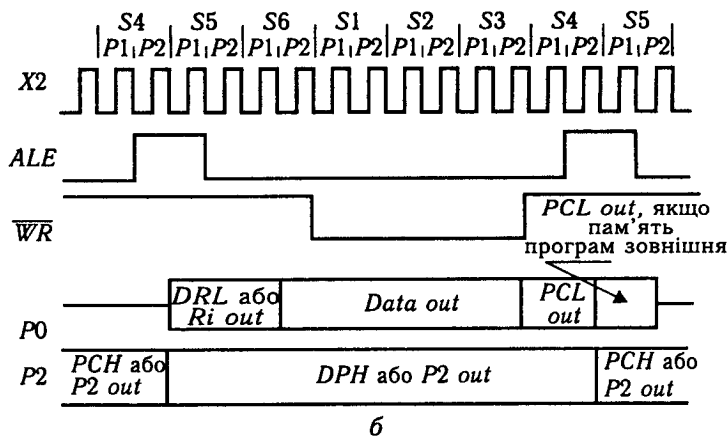 S4 S5 S6 S1 S2 S3 S4 S5
P1 P2 P1 P2 P1 P2 P1 P2 P1 P2 P1 P2 P1 P2 P1 P2
X2
ALE
WR
PCL out, якщо
пам'ять
програм зовнішня
DRL або
Ri out
Data out
PCL
out
P0
P2
PCH або
P2 out
DPH або P2 out
PCH або
P2 out
б